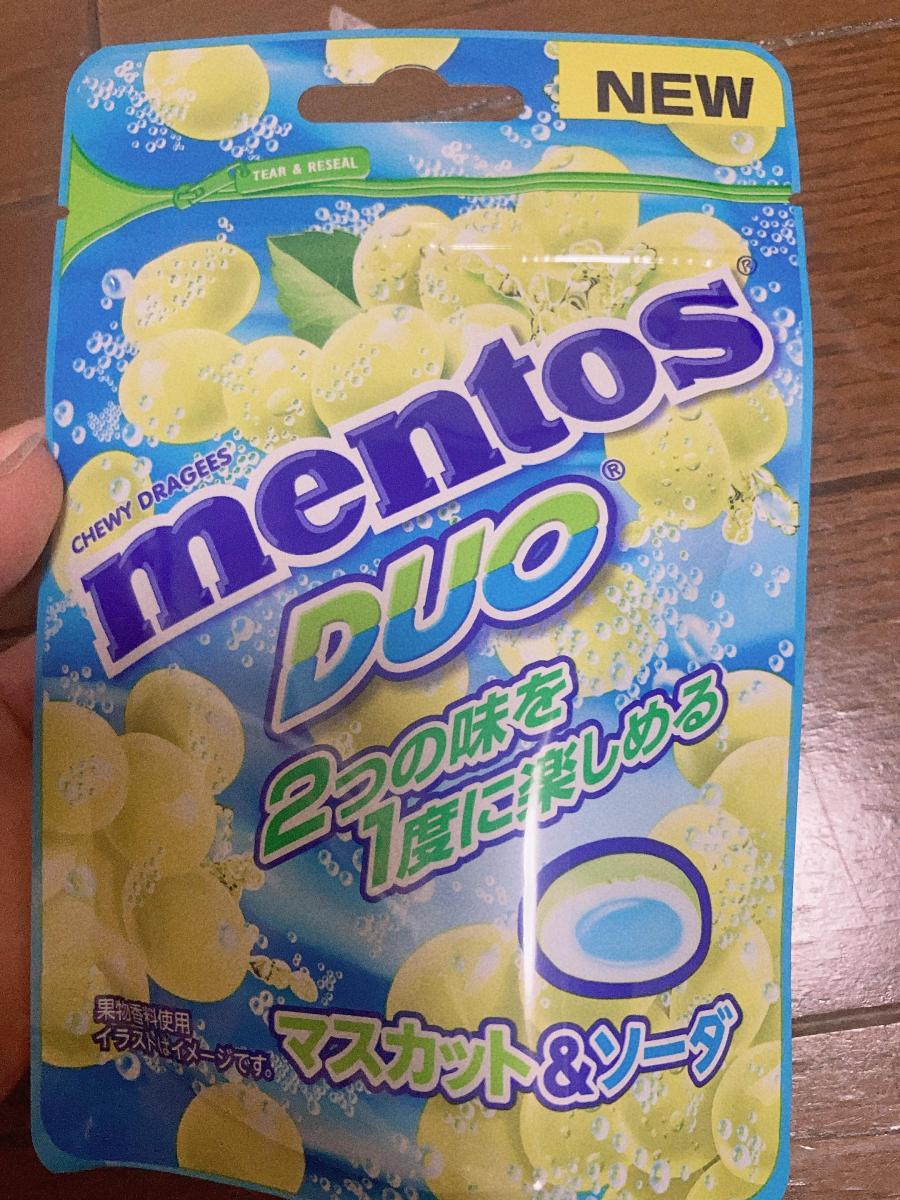 NEW
TEAR & RESEAL
CHEWY DRAGEES
mentos®
DUO®
2つの味を
1度に楽しめる
果物香料使用
イラストはイメージです。
マスカット&ソーダ